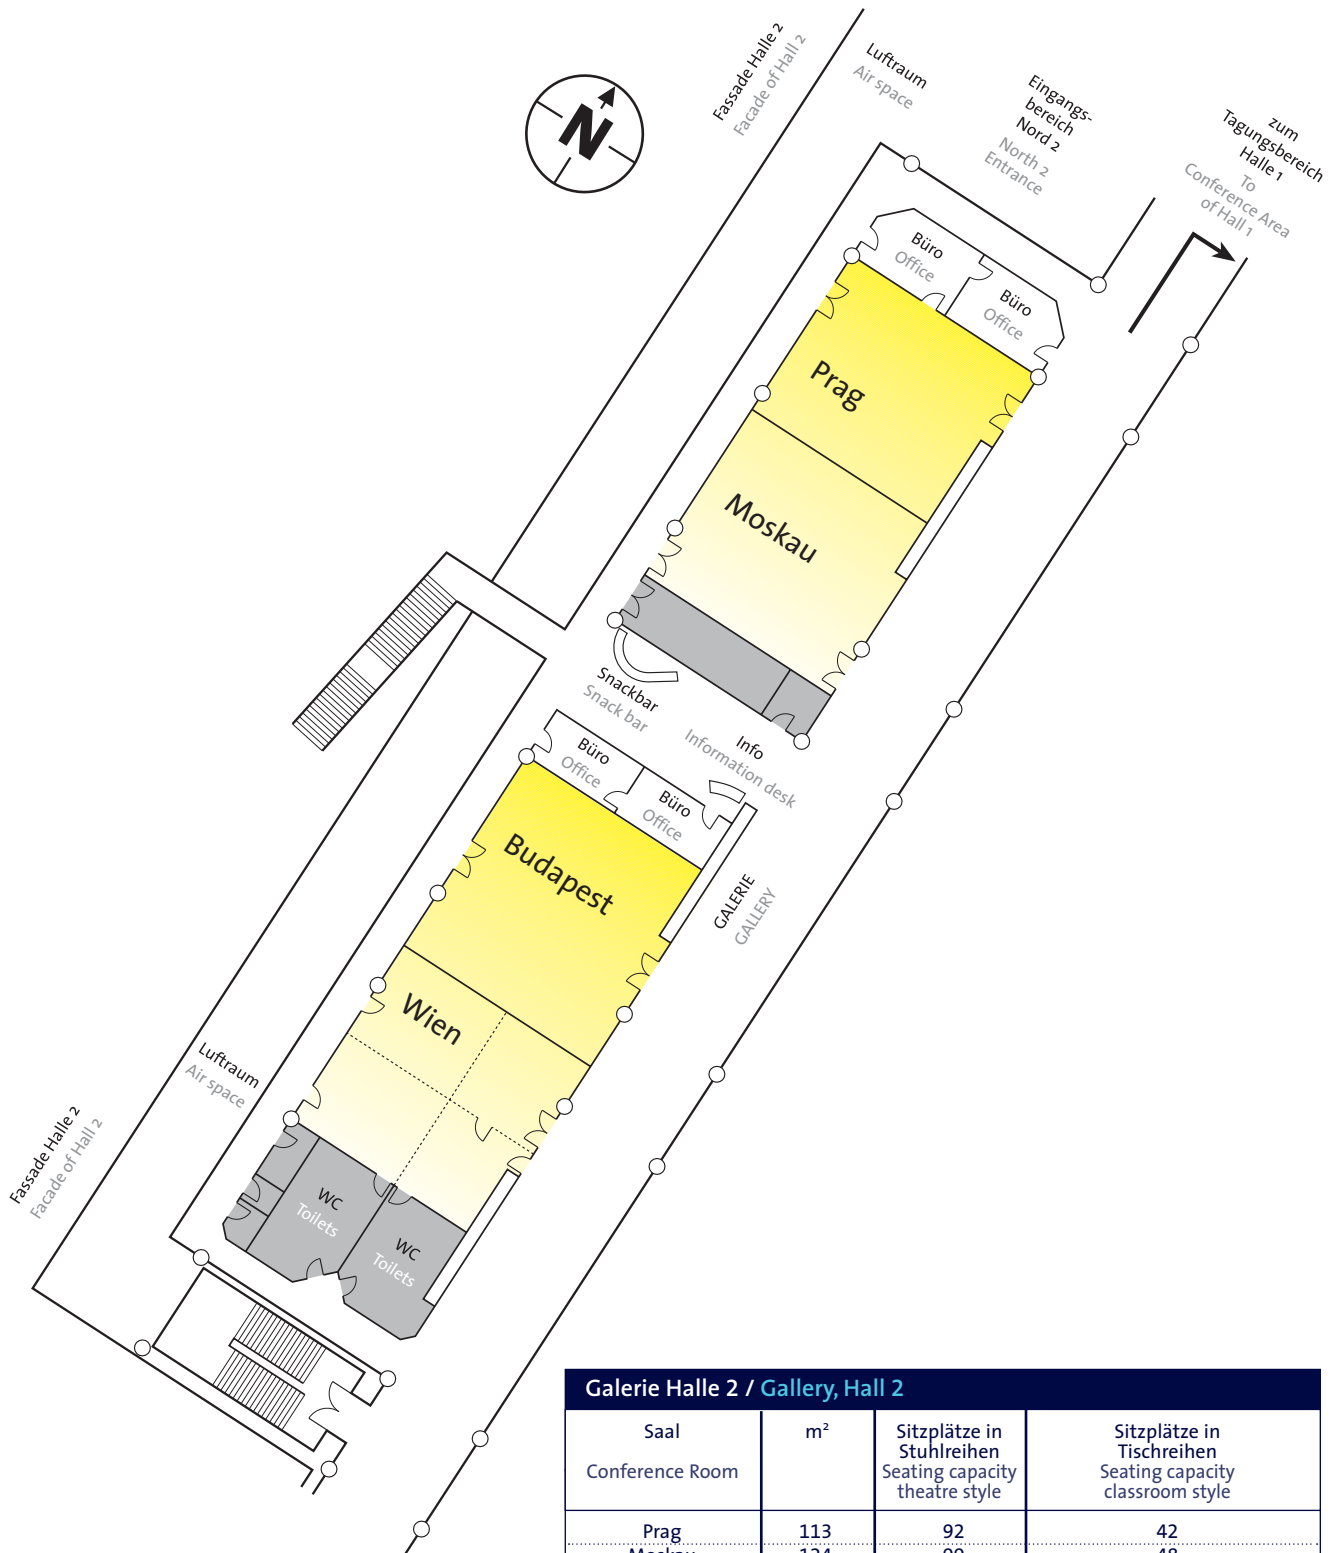 Fassade Halle 2
Facade of Hall 2
Luftraum
Air space
Eingangs-
bereich
Nord 2
North 2
Entrance
zum
Tagungsbereich
Halle 1
To
Conference Area
of Hall 1
N
Büro
Office
Büro
Office
Prag
Moskau
Snackbar
Snack bar
Info
Information desk
Büro
Office
Büro
Office
Budapest
GALERIE
GALLERY
Wien
Luftraum
Air space
Fassade Halle 2
Facade of Hall 2
WC
Toilets
WC
Toilets
Galerie Halle 2 / Gallery, Hall 2
Saal
Conference Room
m²
Sitzplätze in
Stuhlreihen
Seating capacity
theatre style
Sitzplätze in
Tischreihen
Seating capacity
classroom style
Prag 113 92 42